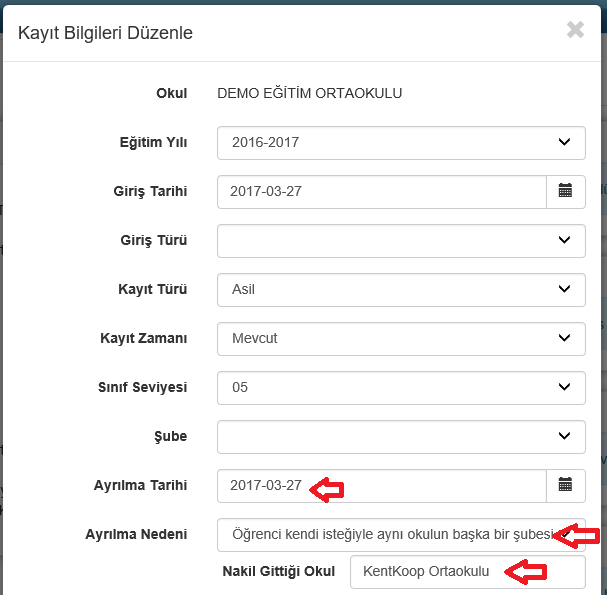 Kayıt Bilgileri Düzenle
Okul DEMO EĞİTİM ORTAOKULU
Eğitim Yılı 2016-2017
Giriş Tarihi 2017-03-27
Giriş Türü
Kayıt Türü Asil
Kayıt Zamanı Mevcut
Sınıf Seviyesi 05
Şube
Ayrılma Tarihi 2017-03-27
Ayrılma Nedeni Öğrenci kendi isteğiyle aynı okulun başka bir şubesi
Nakil Gittiği Okul KentKoop Ortaokulu